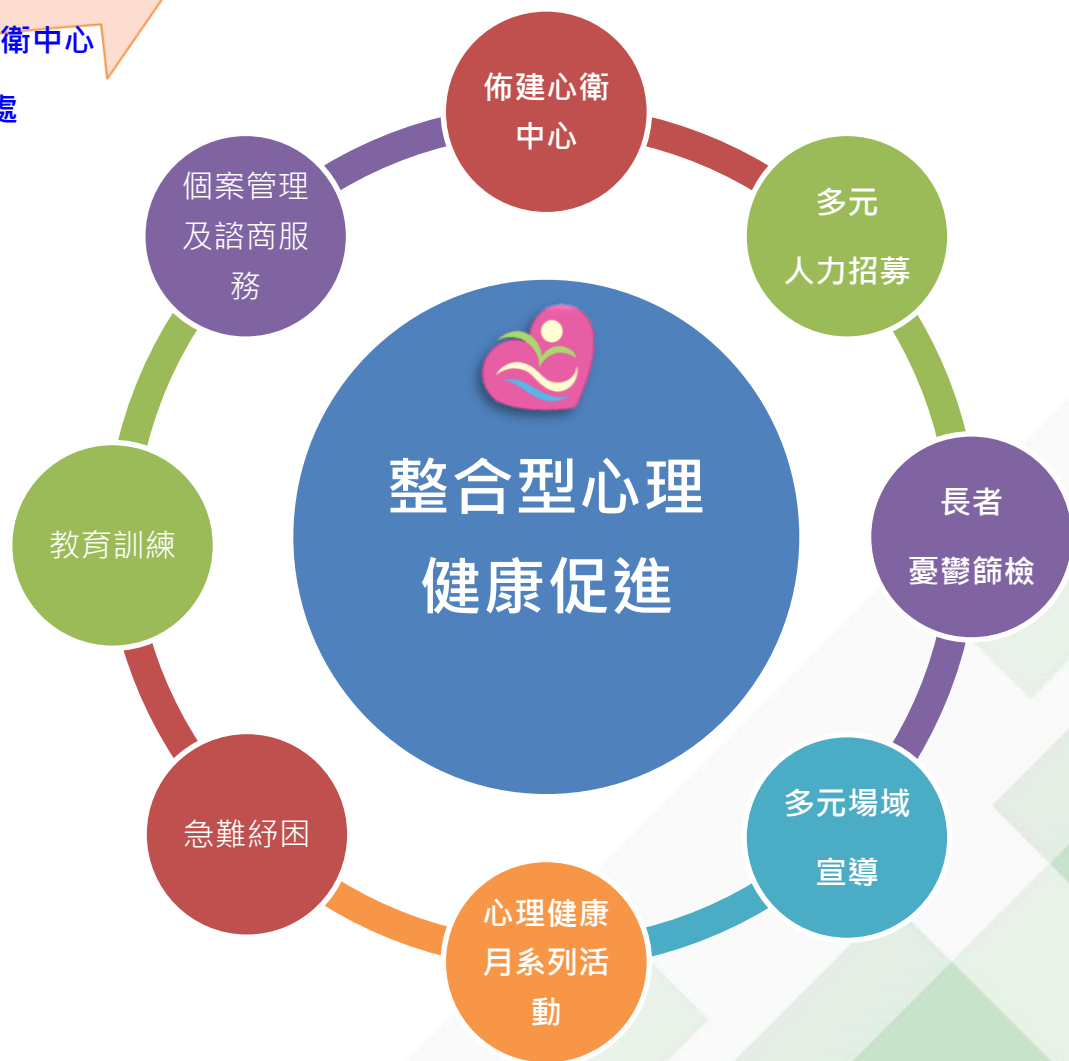 衛中心
處
佈建心衛
中心
多元
人力招募
長者
憂鬱篩檢
多元場域
宣導
心理健康
月系列活
動
急難紓困
教育訓練
個案管理
及諮商服
務
整合型心理
健康促進